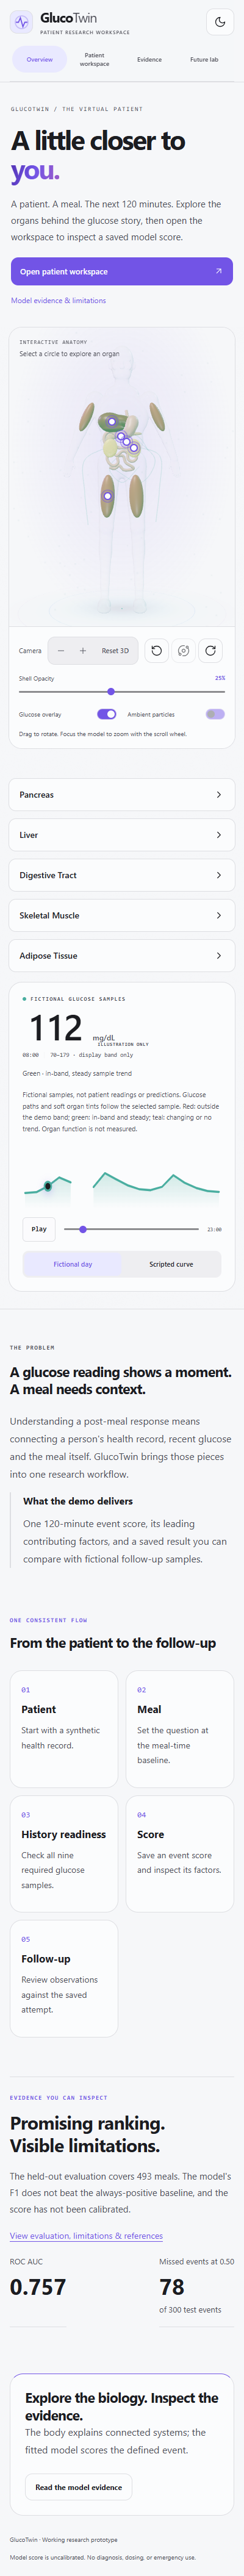 GlucoTwin
PATIENT RESEARCH WORKSPACE
Overview
Patient
workspace
Evidence
Future lab
GLUCOTWIN / THE VIRTUAL PATIENT
A little closer to
you.
A patient. A meal. The next 120 minutes. Explore the
organs behind the glucose story, then open the
workspace to inspect a saved model score.
Open patient workspace
Model evidence & limitations
INTERACTIVE ANATOMY
Select a circle to explore an organ
Camera
Reset 3D
Shell Opacity
25%
Glucose overlay
Ambient particles
Drag to rotate. Focus the model to zoom with the scroll wheel.
Pancreas
Liver
Digestive Tract
Skeletal Muscle
Adipose Tissue
FICTIONAL GLUCOSE SAMPLES
112 mg/dL
ILLUSTRATION ONLY
08:00 70–179 · display band only
Green · in-band, steady sample trend
Fictional samples, not patient readings or predictions. Glucose
paths and soft organ tints follow the selected sample. Red: outside
the demo band; green: in-band and steady; teal: changing or no
trend. Organ function is not measured.
Play
23:00
Fictional day
Scripted curve
THE PROBLEM
A glucose reading shows a moment.
A meal needs context.
Understanding a post-meal response means
connecting a person's health record, recent glucose
and the meal itself. GlucoTwin brings those pieces
into one research workflow.
What the demo delivers
One 120-minute event score, its leading
contributing factors, and a saved result you can
compare with fictional follow-up samples.
ONE CONSISTENT FLOW
From the patient to the follow-up
01
Patient
Start with a synthetic
health record.
02
Meal
Set the question at
the meal-time
baseline.
03
History readiness
Check all nine
required glucose
samples.
04
Score
Save an event score
and inspect its factors.
05
Follow-up
Review observations
against the saved
attempt.
EVIDENCE YOU CAN INSPECT
Promising ranking.
Visible limitations.
The held-out evaluation covers 493 meals. The model's
F1 does not beat the always-positive baseline, and the
score has not been calibrated.
View evaluation, limitations & references
ROC AUC
0.757
Missed events at 0.50
78
of 300 test events
Explore the biology. Inspect the
evidence.
The body explains connected systems; the
fitted model scores the defined event.
Read the model evidence
GlucoTwin · Working research prototype
Model score is uncalibrated. No diagnosis, dosing, or emergency use.